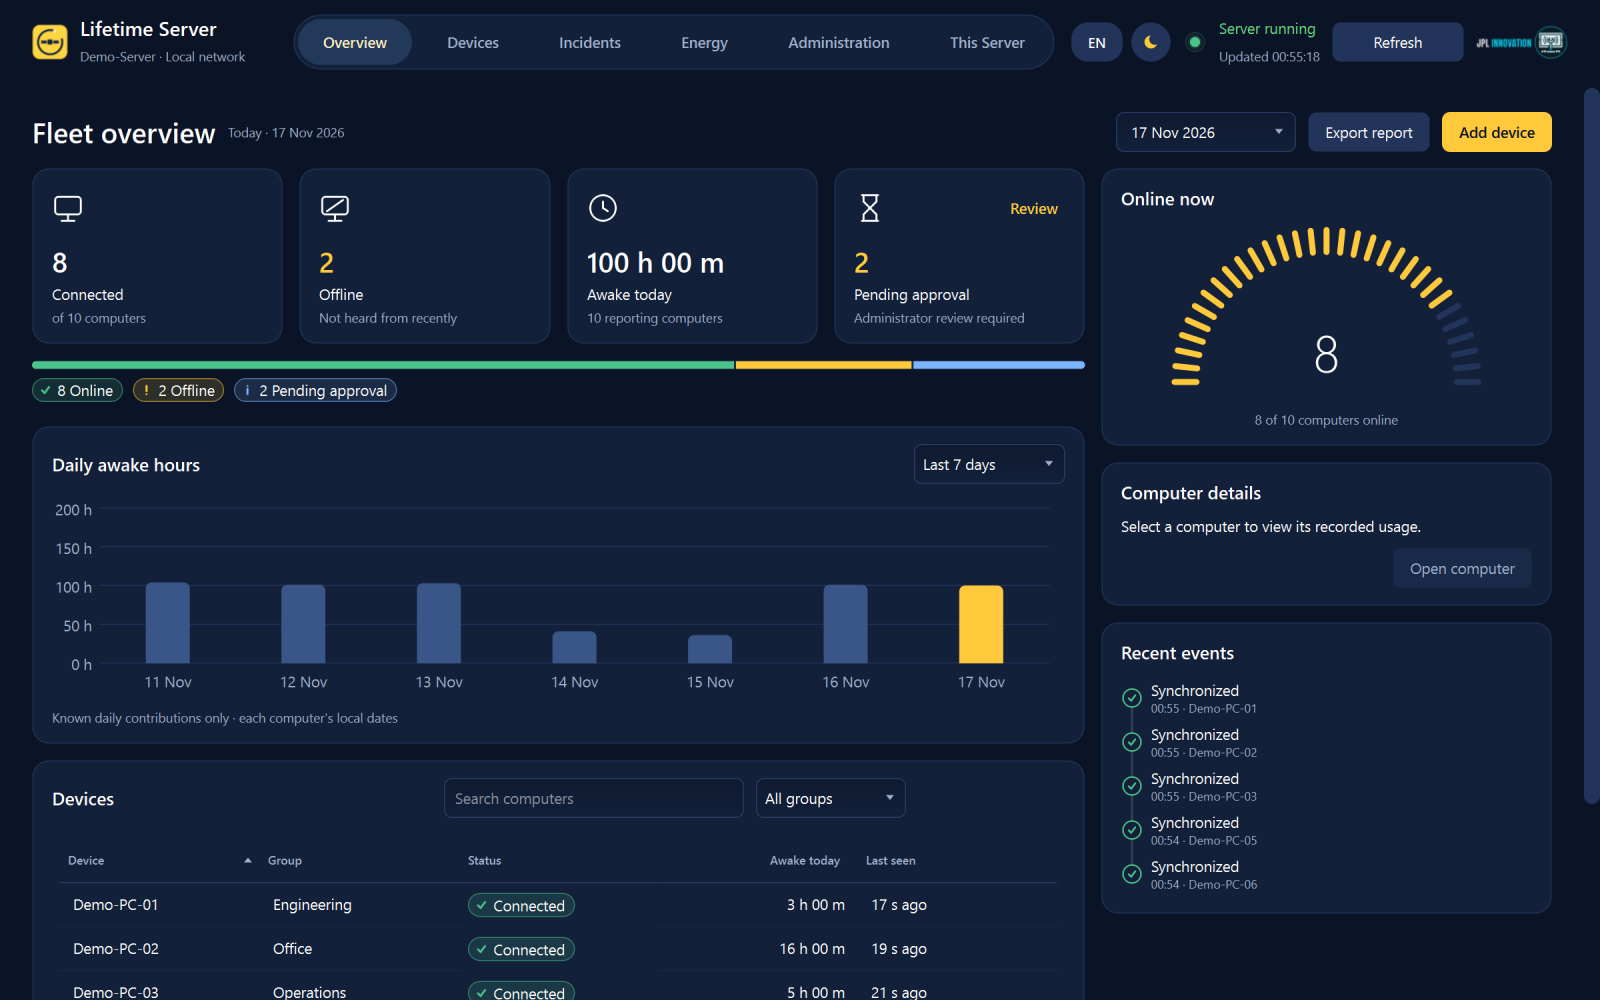 Lifetime Server
Demo-Server · Local network
Overview
Devices
Incidents
Energy
Administration
This Server
EN
Server running
Updated 00:55:18
Refresh
JPL INNOVATION
Fleet overview
Today · 17 Nov 2026
17 Nov 2026
Export report
Add device
8
Connected
of 10 computers
2
Offline
Not heard from recently
100 h 00 m
Awake today
10 reporting computers
Review
2
Pending approval
Administrator review required
8 Online
! 2 Offline
i 2 Pending approval
Online now
8
8 of 10 computers online
Daily awake hours
Last 7 days
200 h
150 h
100 h
50 h
0 h
11 Nov
12 Nov
13 Nov
14 Nov
15 Nov
16 Nov
17 Nov
Known daily contributions only · each computer's local dates
Computer details
Select a computer to view its recorded usage.
Open computer
Recent events
Synchronized
00:55 · Demo-PC-01
Synchronized
00:55 · Demo-PC-02
Synchronized
00:55 · Demo-PC-03
Synchronized
00:54 · Demo-PC-05
Synchronized
00:54 · Demo-PC-06
Devices
Search computers
All groups
Device Group Status Awake today Last seen
Demo-PC-01 Engineering Connected 3 h 00 m 17 s ago
Demo-PC-02 Office Connected 16 h 00 m 19 s ago
Demo-PC-03 Operations Connected 5 h 00 m 21 s ago